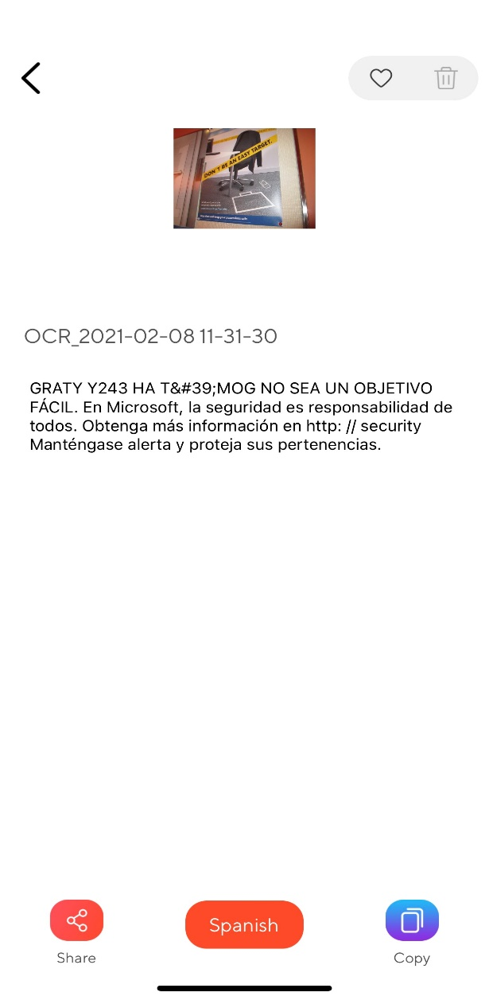 DON'T BE AN EASY TARGET.
OCR_2021-02-08 11-31-30
GRATY Y243 HA T&#39;MOG NO SEA UN OBJETIVO
FÁCIL. En Microsoft, la seguridad es responsabilidad de
todos. Obtenga más información en http: // security
Manténgase alerta y proteja sus pertenencias.
Share
Spanish
Copy